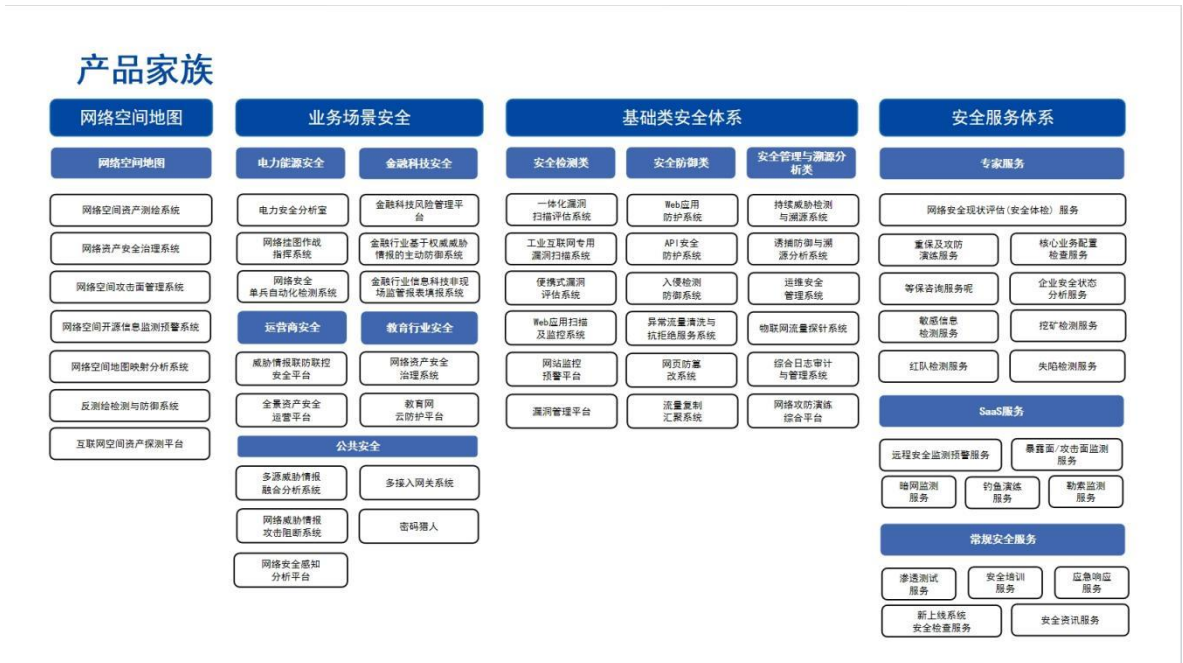 产品家族
网络空间地图
网络空间地图
网络空间资产测绘系统
网络资产安全治理系统
网络空间攻击面管理系统
网络空间开源信息监测预警系统
网络空间地图映射分析系统
反测绘检测与防御系统
互联网空间资产探测平台
业务场景安全
电力能源安全
电力安全分析室
网络挂图作战
指挥系统
网络安全
单兵自动化检测系统
金融科技安全
金融科技风险管理平
台
金融行业基于权威威胁
情报的主动防御系统
金融行业信息科技非现
场监管报表填报系统
运营商安全
威胁情报联防联控
安全平台
全景资产安全
运营平台
教育行业安全
网络资产安全
治理系统
教育网
云防护平台
公共安全
多源威胁情报
融合分析系统
多接入网关系统
网络威胁情报
攻击阻断系统
密码猎人
网络安全感知
分析平台
基础类安全体系
安全检测类
一体化漏洞
扫描评估系统
工业互联网专用
漏洞扫描系统
便携式漏洞
评估系统
Web应用扫描
及监控系统
网站监控
预警平台
漏洞管理平台
安全防御类
Web应用
防护系统
API安全
防护系统
入侵检测
防御系统
异常流量清洗与
抗拒绝服务系统
网页防篡
改系统
流量复制
汇聚系统
安全管理与溯源分
析类
持续威胁检测
与溯源系统
诱捕防御与溯
源分析系统
运维安全
管理系统
物联网流量探针系统
综合日志审计
与管理系统
网络攻防演练
综合平台
安全服务体系
专家服务
网络安全现状评估(安全体检) 服务
重保及攻防
演练服务
核心业务配置
检查服务
等保咨询服务呢
企业安全状态
分析服务
敏感信息
检测服务
挖矿检测服务
红队检测服务
失陷检测服务
SaaS服务
远程安全监测预警服务
暴露面/攻击面监测
服务
暗网监测
服务
钓鱼演练
服务
勒索监测
服务
常规安全服务
渗透测试
服务
安全培训
服务
应急响应
服务
新上线系统
安全检查服务
安全资讯服务